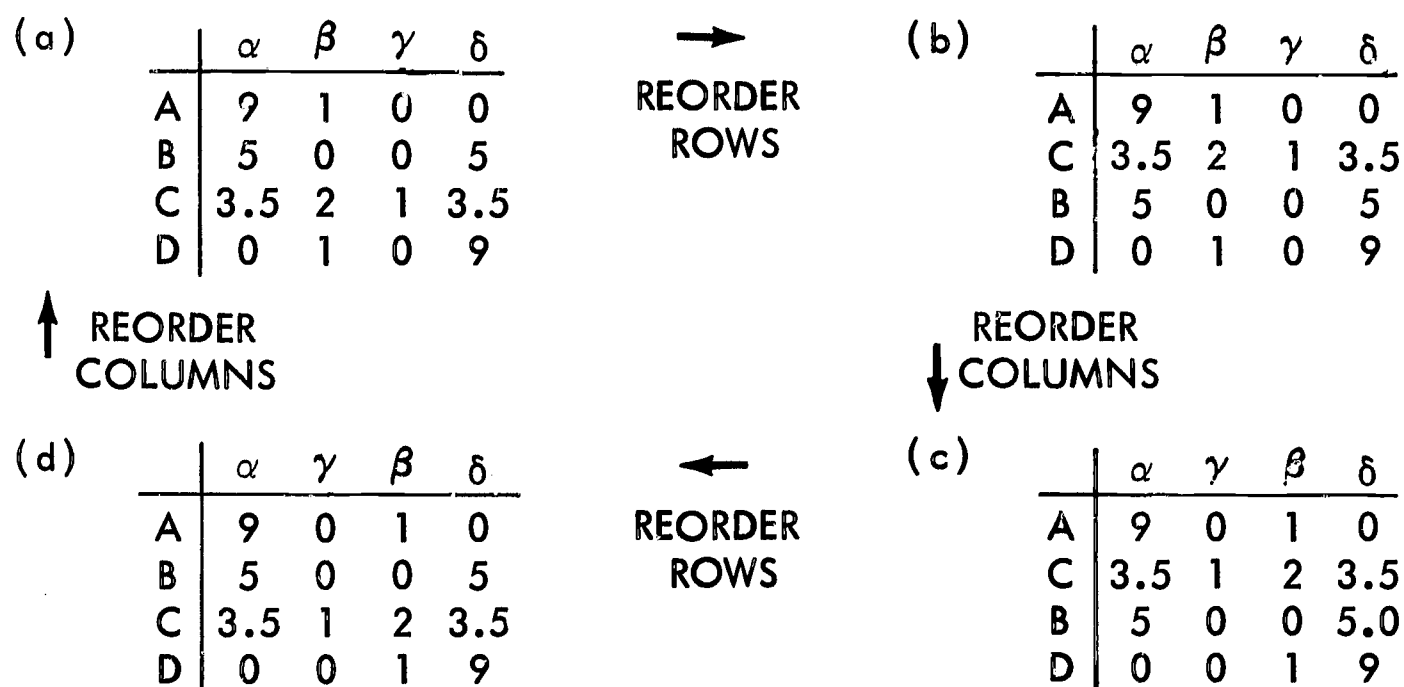 (a)
α β γ δ
A 9 1 0 0
B 5 0 0 5
C 3.5 2 1 3.5
D 0 1 0 9
→
REORDER
ROWS
(b)
α β γ δ
A 9 1 0 0
C 3.5 2 1 3.5
B 5 0 0 5
D 0 1 0 9
↑ REORDER
COLUMNS
REORDER
↓ COLUMNS
(d)
α γ β δ
A 9 0 1 0
B 5 0 0 5
C 3.5 1 2 3.5
D 0 0 1 9
←
REORDER
ROWS
(c)
α γ β δ
A 9 0 1 0
C 3.5 1 2 3.5
B 5 0 0 5.0
D 0 0 1 9